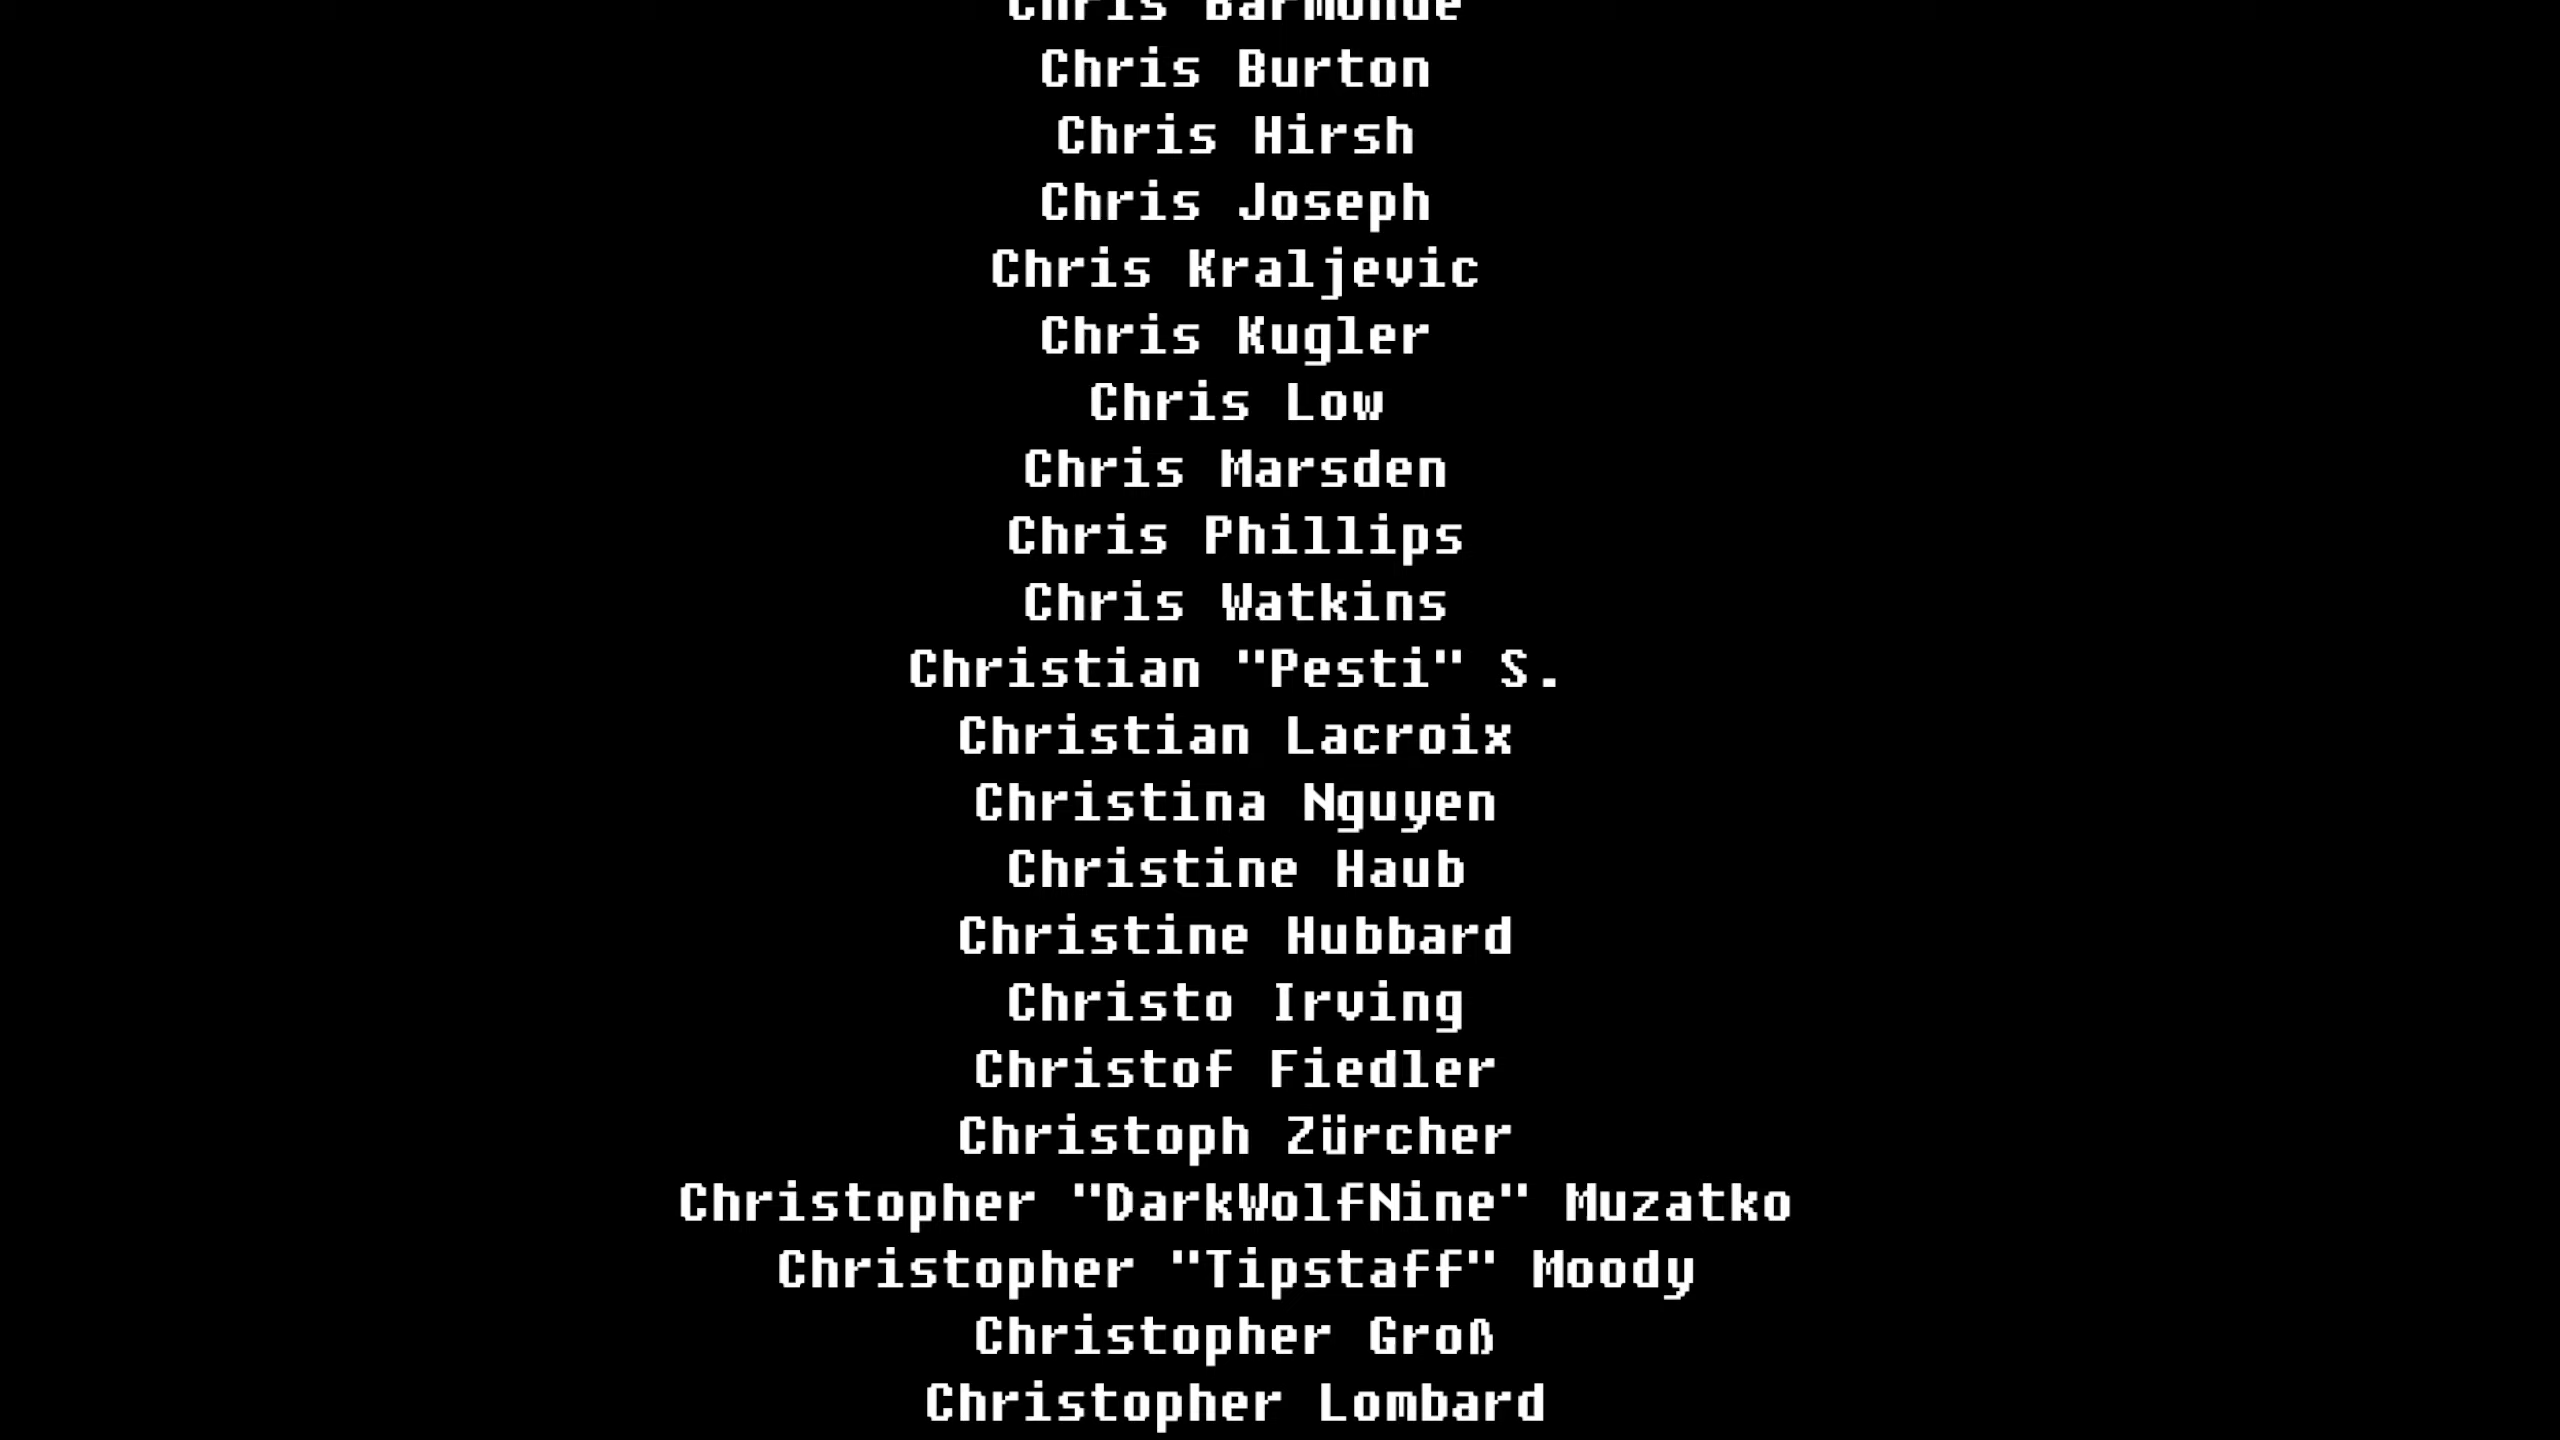 Chris Barmonde
Chris Burton
Chris Hirsh
Chris Joseph
Chris Kraljevic
Chris Kugler
Chris Low
Chris Marsden
Chris Phillips
Chris Watkins
Christian "Pesti" S.
Christian Lacroix
Christina Nguyen
Christine Haub
Christine Hubbard
Christo Irving
Christof Fiedler
Christoph Zürcher
Christopher "DarkWolfNine" Muzatko
Christopher "Tipstaff" Moody
Christopher Groß
Christopher Lombard